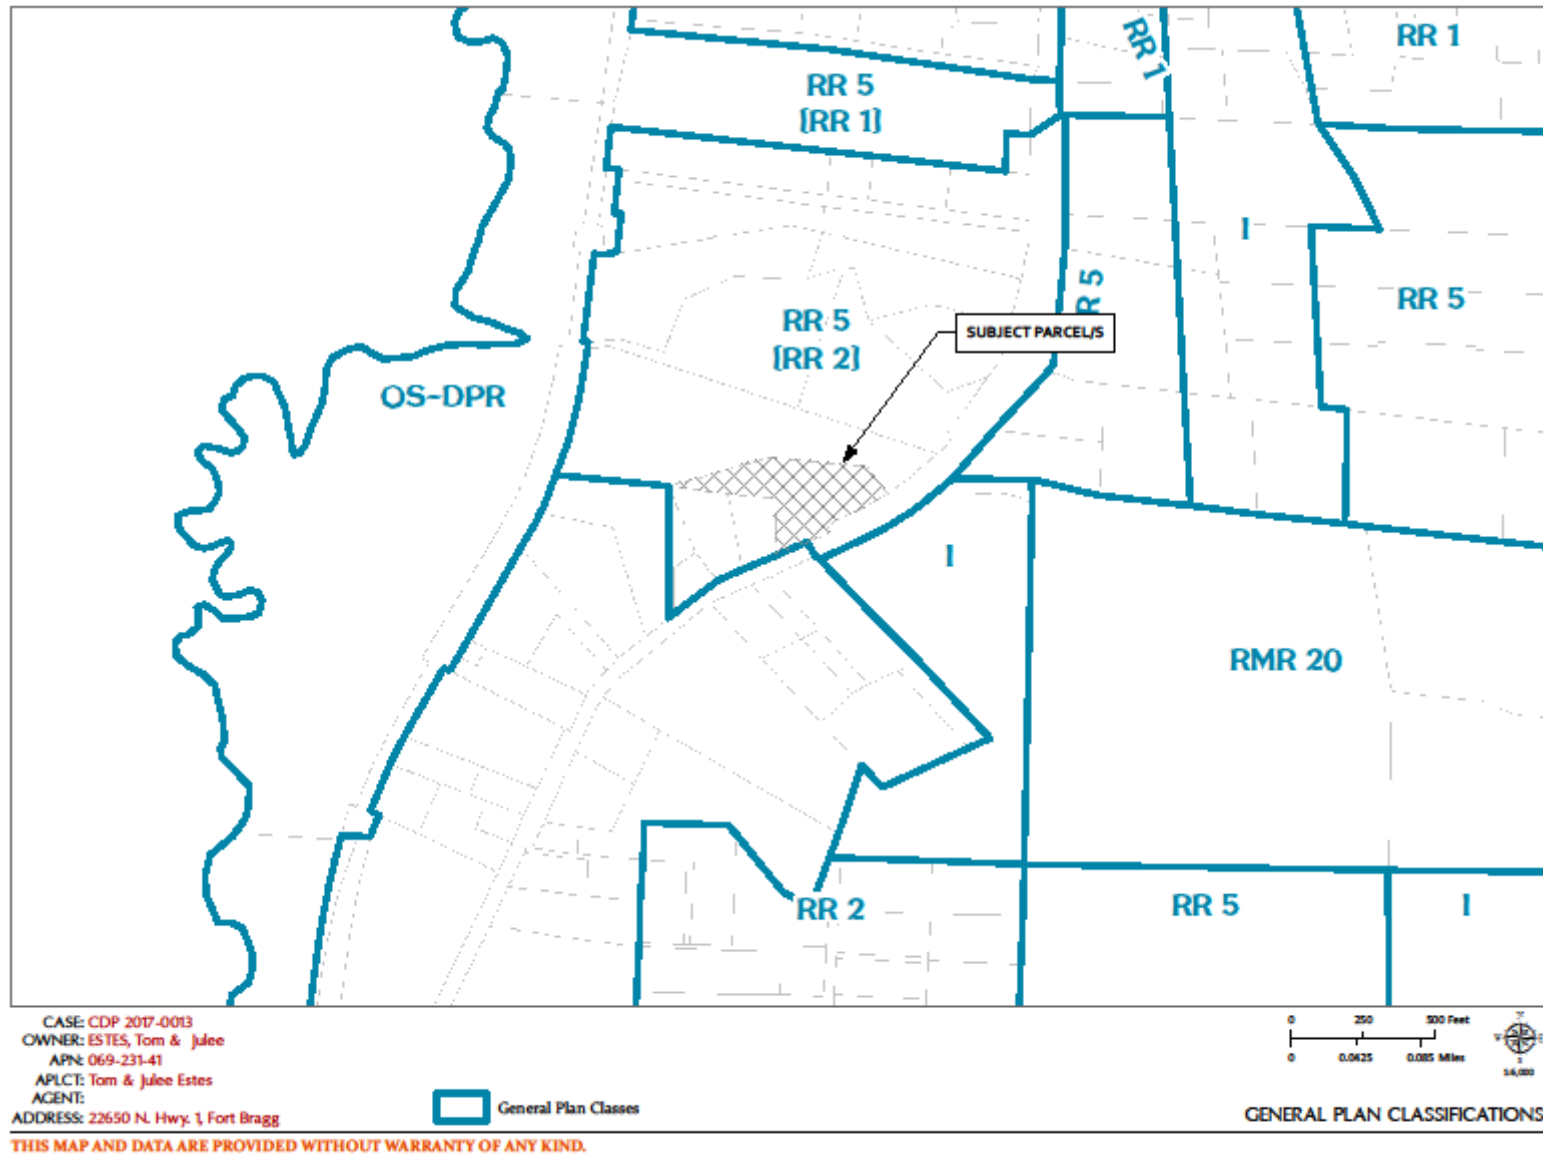 RR 1
RR 1
RR 5
[RR 1]
I
RR 5
R 5
RR 5
[RR 2]
SUBJECT PARCEL/S
OS-DPR
I
RMR 20
RR 2
RR 5
I
CASE: CDP 2017-0013
OWNER: ESTES, Tom & Julee
APN: 069-231-41
APLCT: Tom & Julee Estes
AGENT:
ADDRESS: 22650 N. Hwy. 1, Fort Bragg
General Plan Classes
0 250 500 Feet
0 0.0425 0.085 Miles
1:6,000
GENERAL PLAN CLASSIFICATIONS
THIS MAP AND DATA ARE PROVIDED WITHOUT WARRANTY OF ANY KIND.